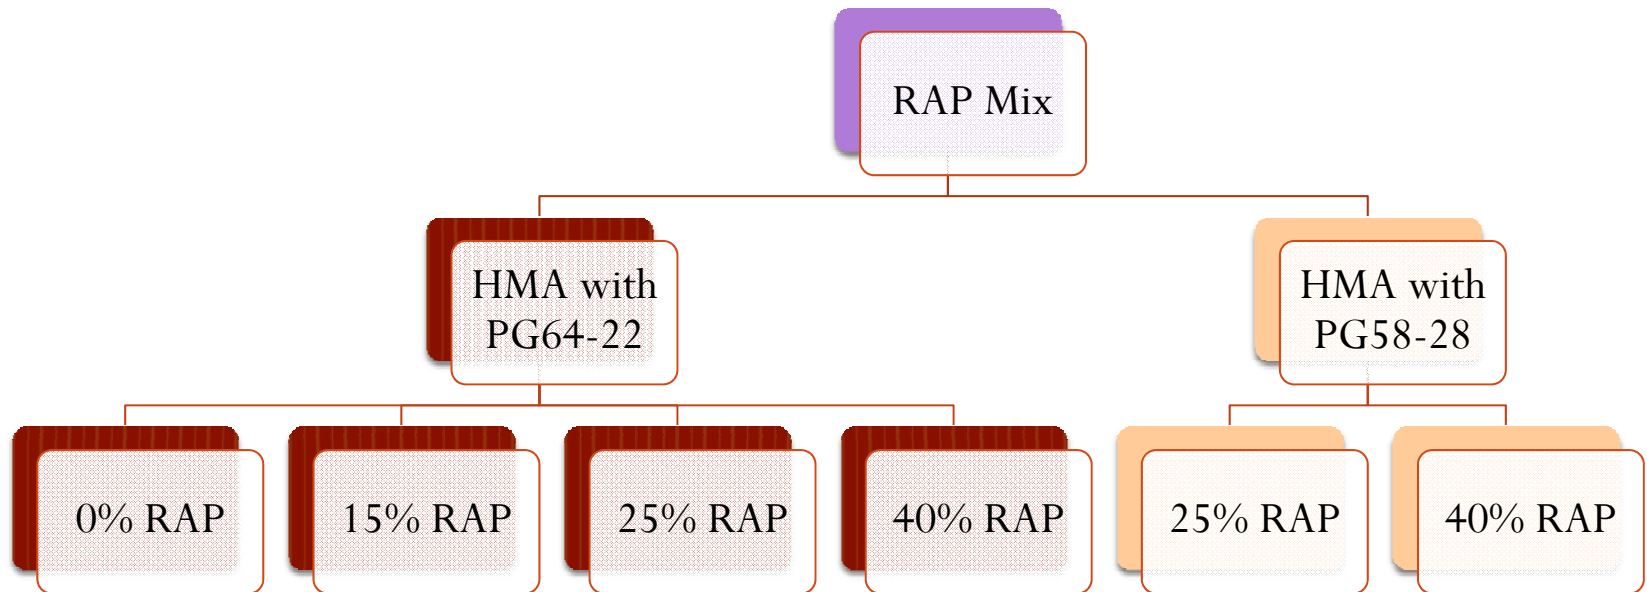 RAP Mix
HMA with
PG64-22
HMA with
PG58-28
0% RAP
15% RAP
25% RAP
40% RAP
25% RAP
40% RAP